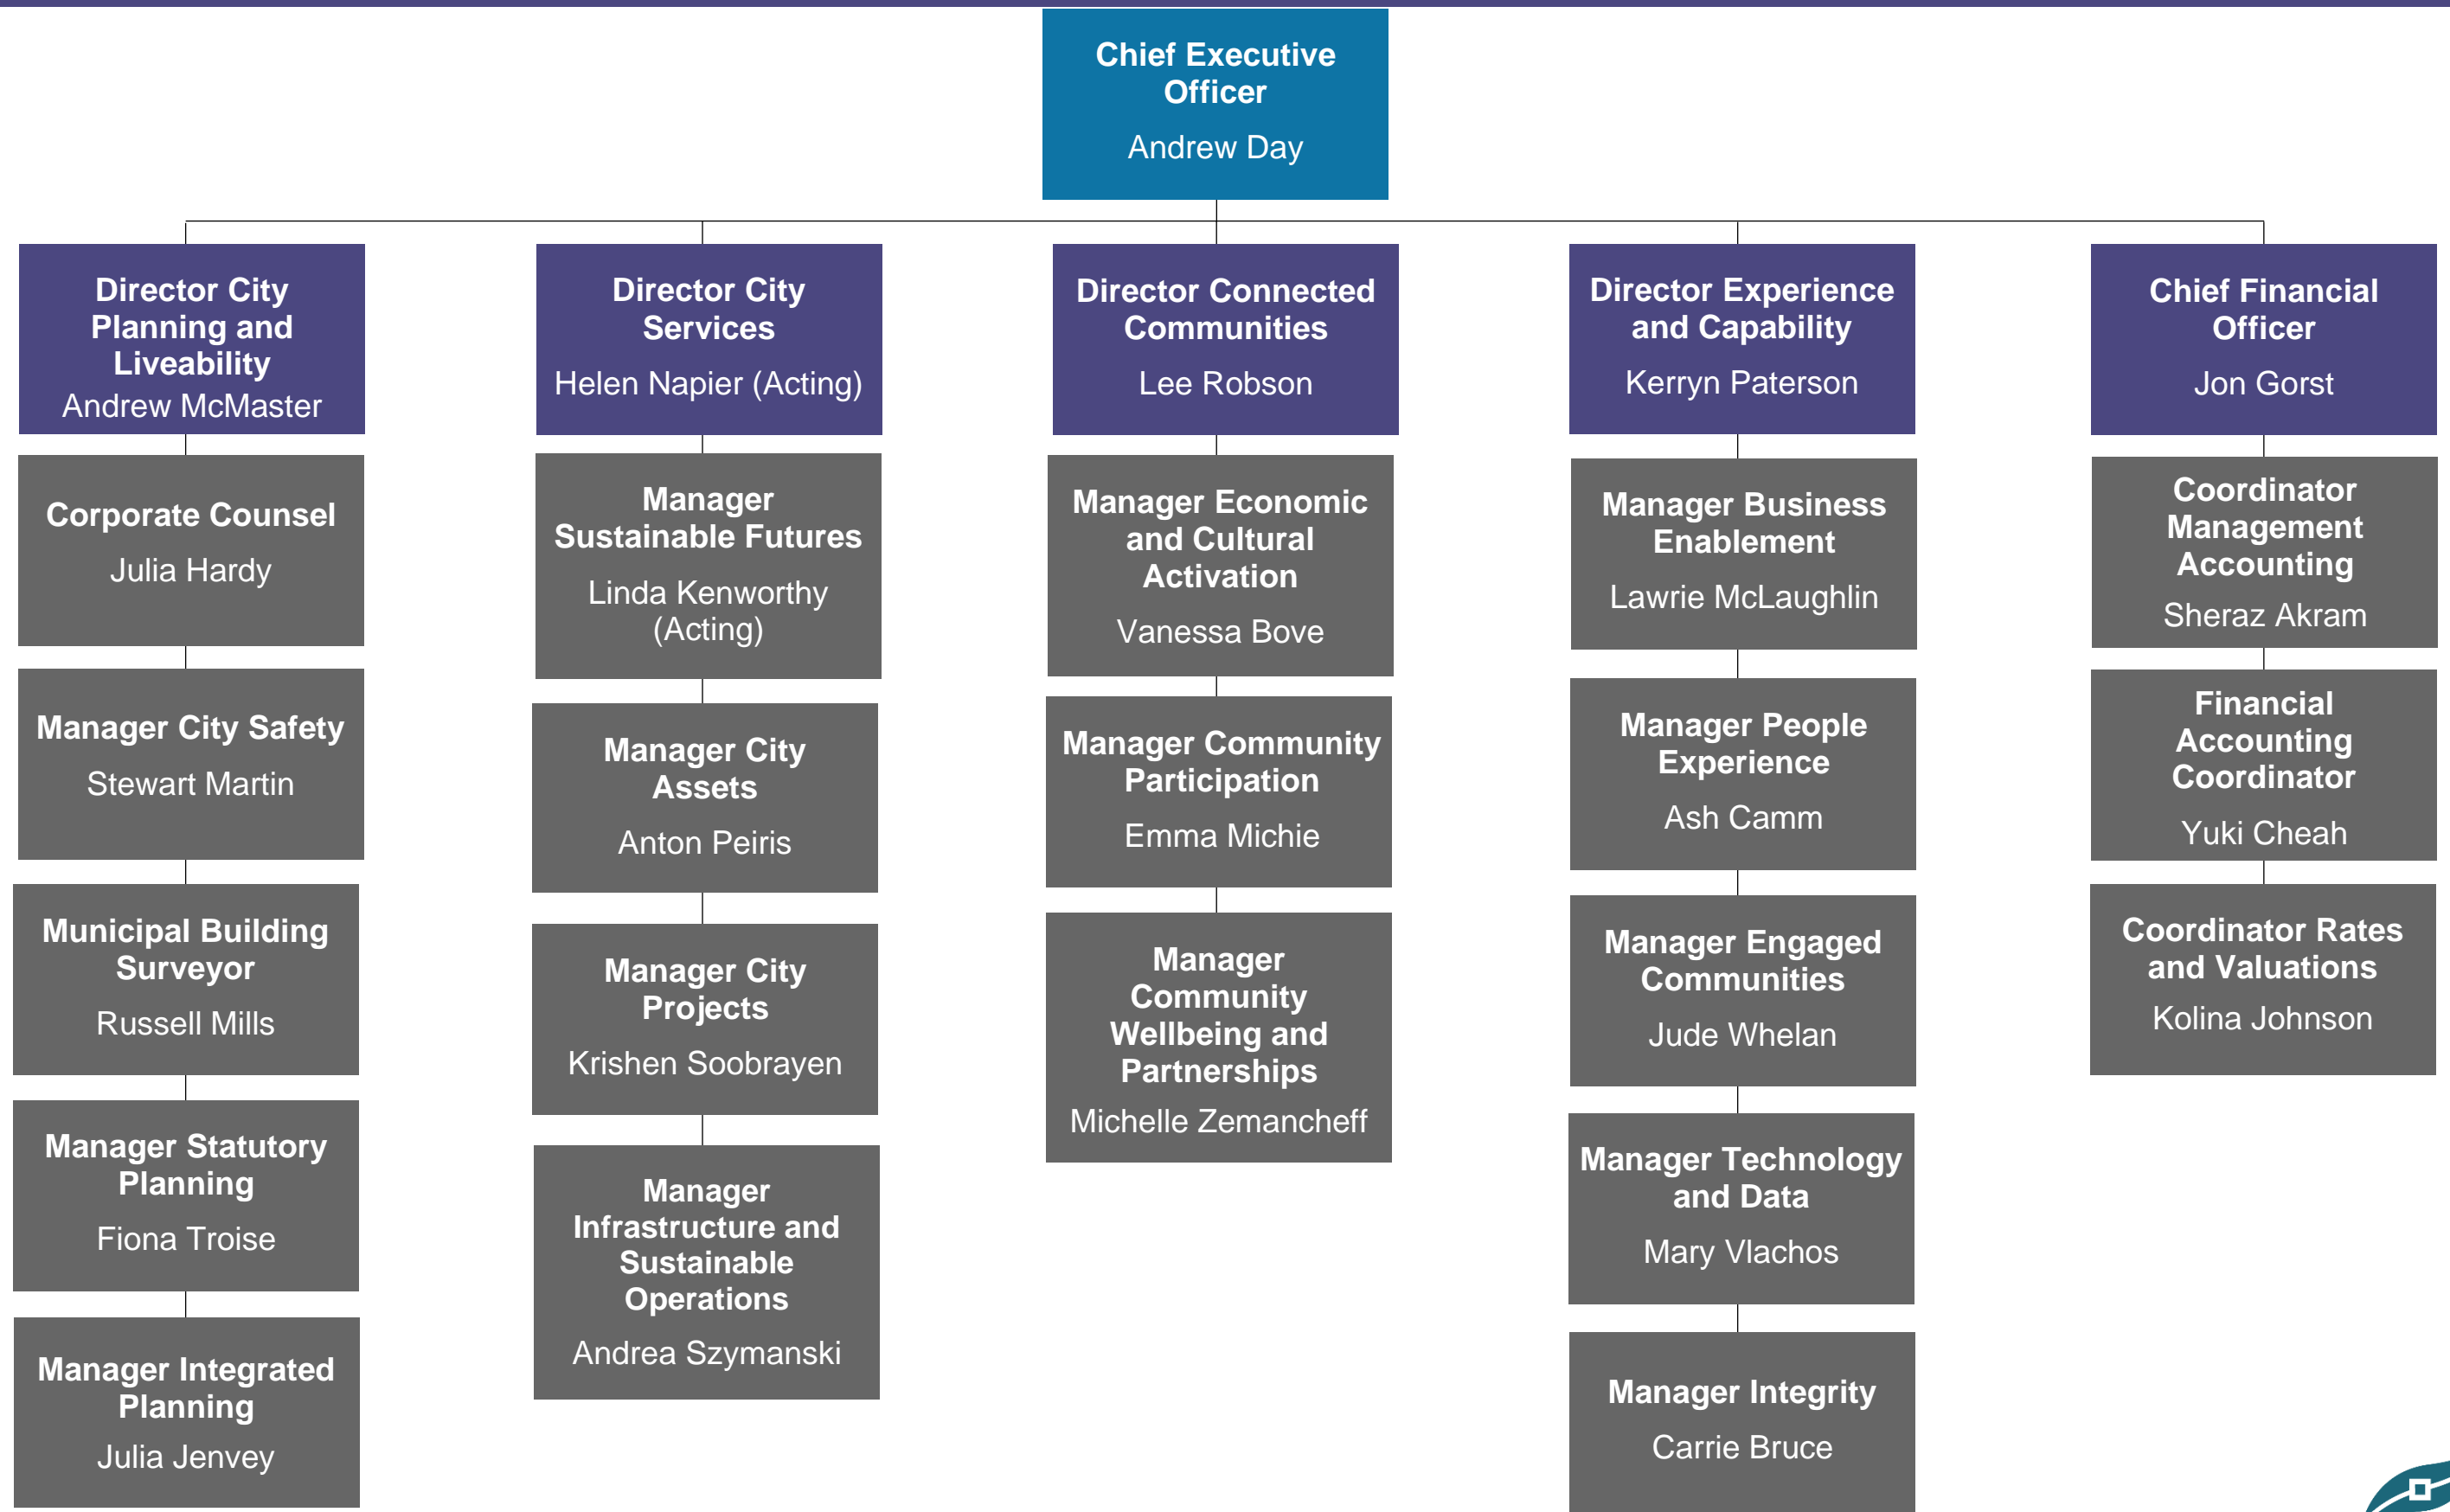 Chief Executive
Officer
Andrew Day
Director City
Planning and
Liveability
Andrew McMaster
Corporate Counsel
Julia Hardy
Manager City Safety
Stewart Martin
Municipal Building
Surveyor
Russell Mills
Manager Statutory
Planning
Fiona Troise
Manager Integrated
Planning
Julia Jenvey
Director City
Services
Helen Napier (Acting)
Manager
Sustainable Futures
Linda Kenworthy
(Acting)
Manager City
Assets
Anton Peiris
Manager City
Projects
Krishen Soobrayen
Manager
Infrastructure and
Sustainable
Operations
Andrea Szymanski
Director Connected
Communities
Lee Robson
Manager Economic
and Cultural
Activation
Vanessa Bove
Manager Community
Participation
Emma Michie
Manager
Community
Wellbeing and
Partnerships
Michelle Zemancheff
Director Experience
and Capability
Kerryn Paterson
Manager Business
Enablement
Lawrie McLaughlin
Manager People
Experience
Ash Camm
Manager Engaged
Communities
Jude Whelan
Manager Technology
and Data
Mary Vlachos
Manager Integrity
Carrie Bruce
Chief Financial
Officer
Jon Gorst
Coordinator
Management
Accounting
Sheraz Akram
Financial
Accounting
Coordinator
Yuki Cheah
Coordinator Rates
and Valuations
Kolina Johnson